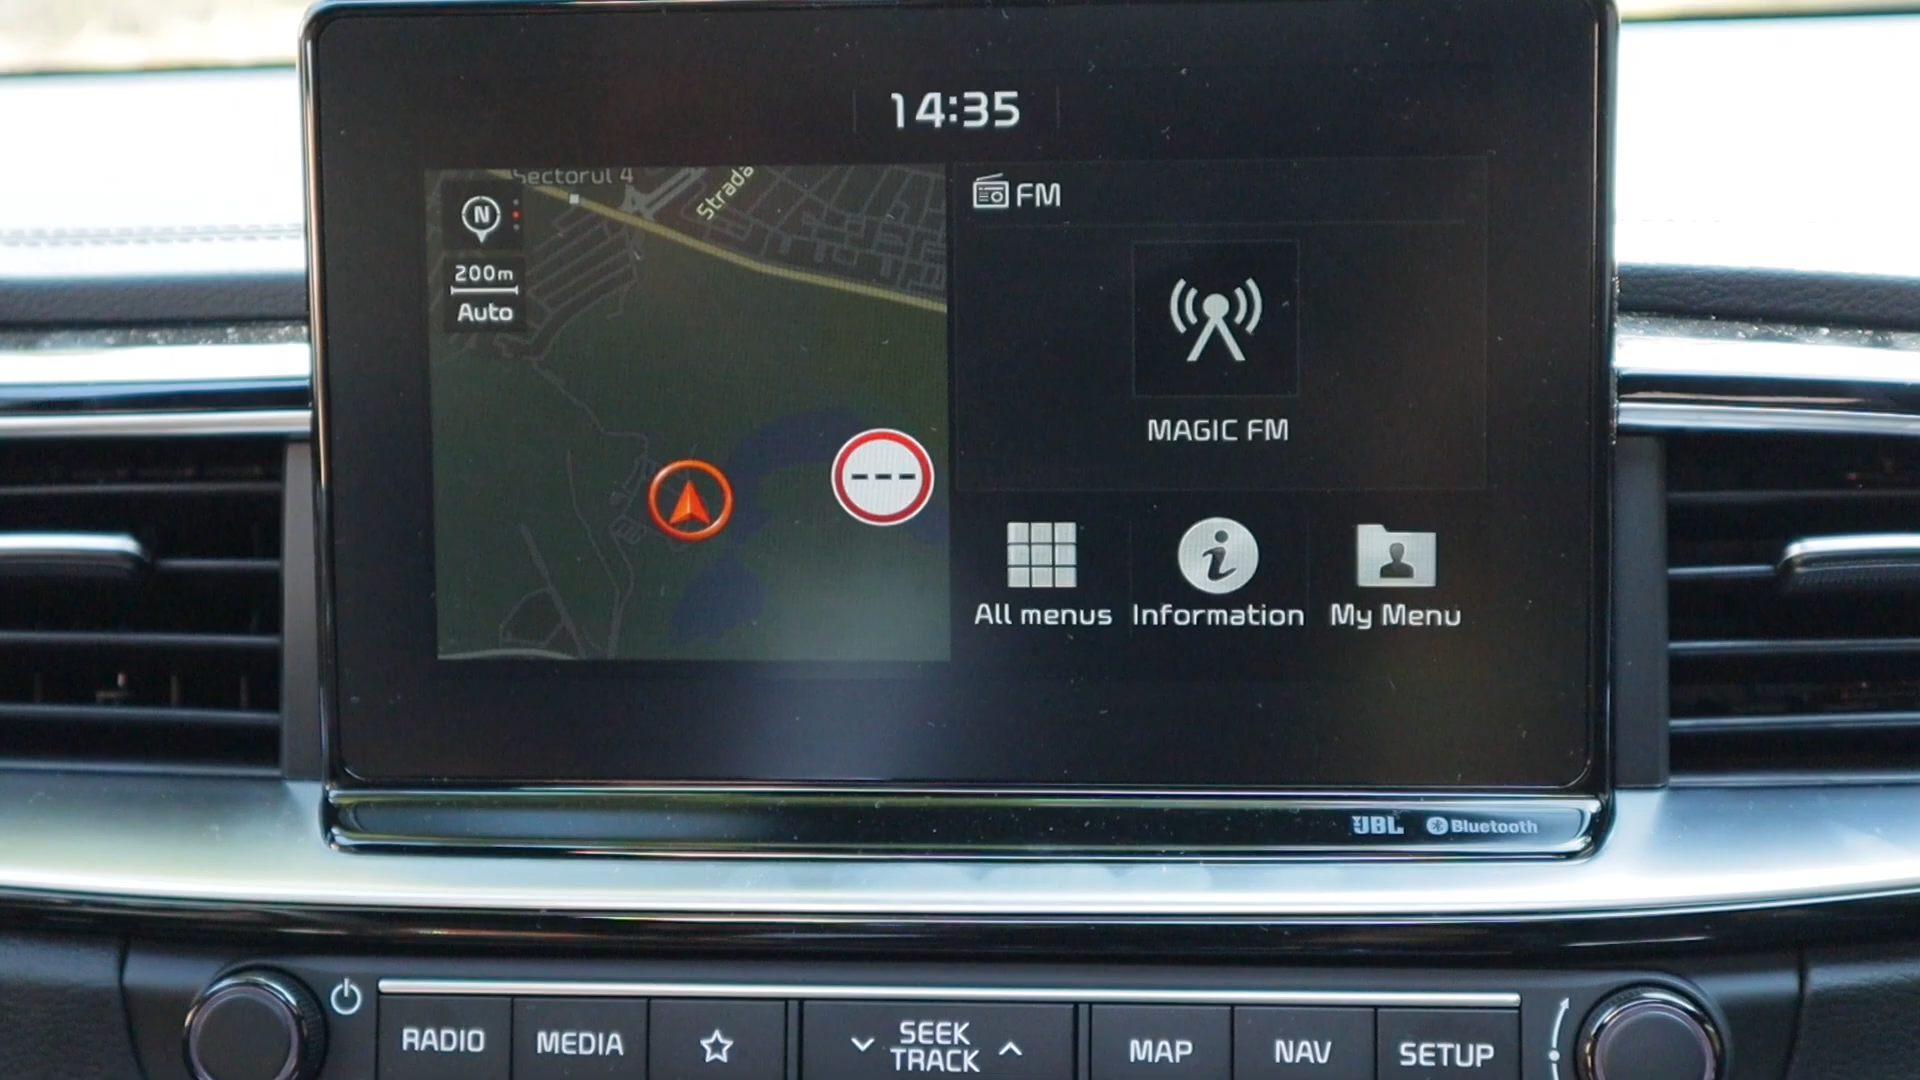 14:35
Sectorul 4
Strada
N
200m
Auto
---
FM
MAGIC FM
All menus
Information
My Menu
JBL
Bluetooth
RADIO
MEDIA
SEEK
TRACK
MAP
NAV
SETUP